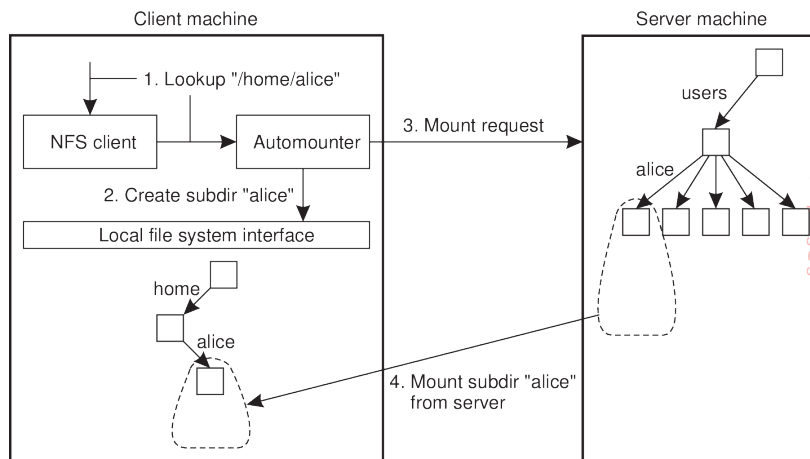 Client machine
Server machine
1. Lookup "/home/alice"
users
NFS client
Automounter
3. Mount request
alice
2. Create subdir "alice"
Local file system interface
home
alice
4. Mount subdir "alice"
from server